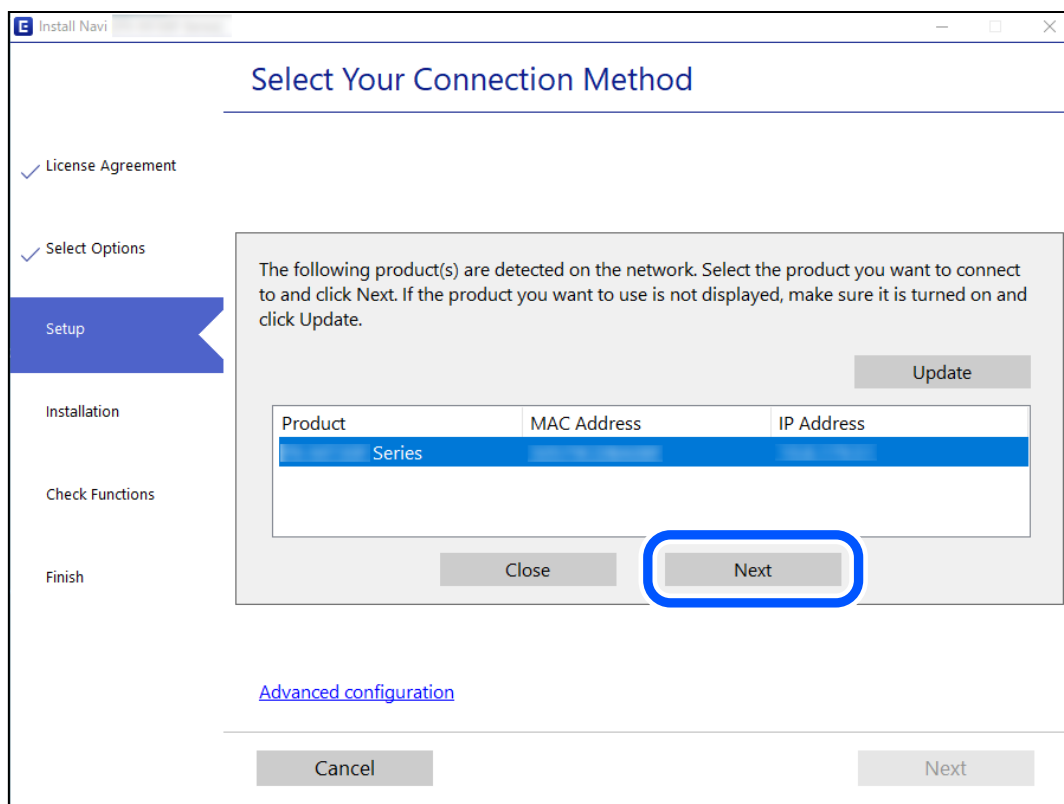 Install Navi
Select Your Connection Method
License Agreement
Select Options
Setup
Installation
Check Functions
Finish
The following product(s) are detected on the network. Select the product you want to connect
to and click Next. If the product you want to use is not displayed, make sure it is turned on and
click Update.
Update
Product MAC Address IP Address
Series
Close Next
Advanced configuration
Cancel Next